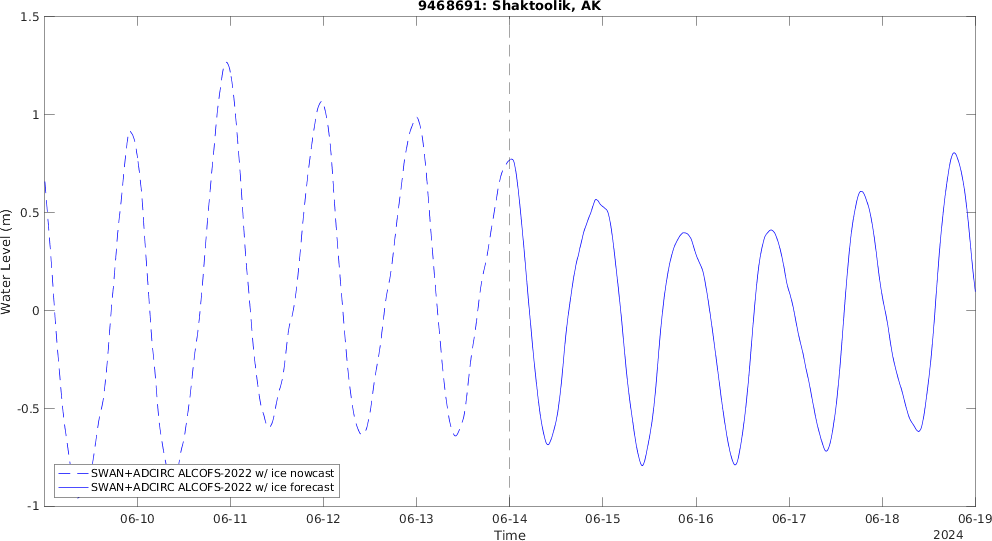 9468691: Shaktoolik, AK
1.5
1
0.5
0
-0.5
-1
Water Level (m)
SWAN+ADCIRC ALCOFS-2022 w/ ice nowcast
SWAN+ADCIRC ALCOFS-2022 w/ ice forecast
06-10 06-11 06-12 06-13 06-14 06-15 06-16 06-17 06-18 06-19
Time
2024